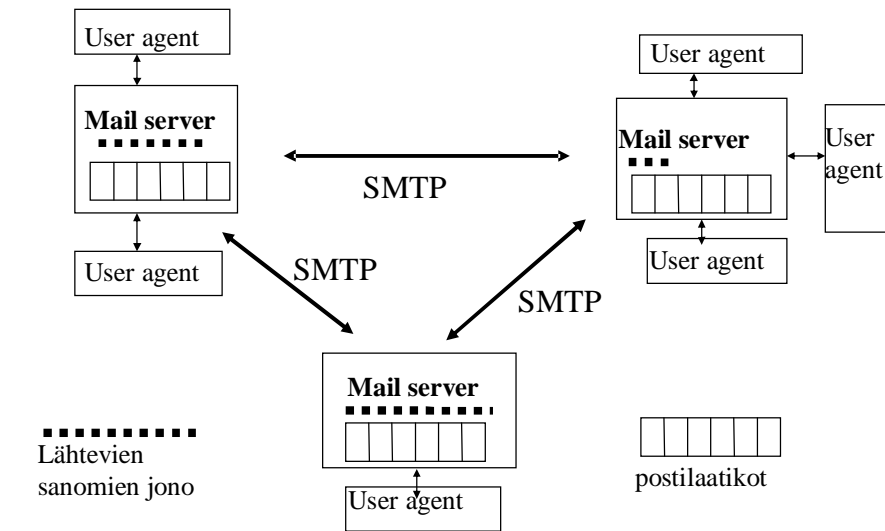 User agent
User agent
Mail server
Mail server
User
agent
SMTP
User agent
User agent
SMTP
SMTP
Mail server
Lähtevien
sanomien jono
postilaatikot
User agent